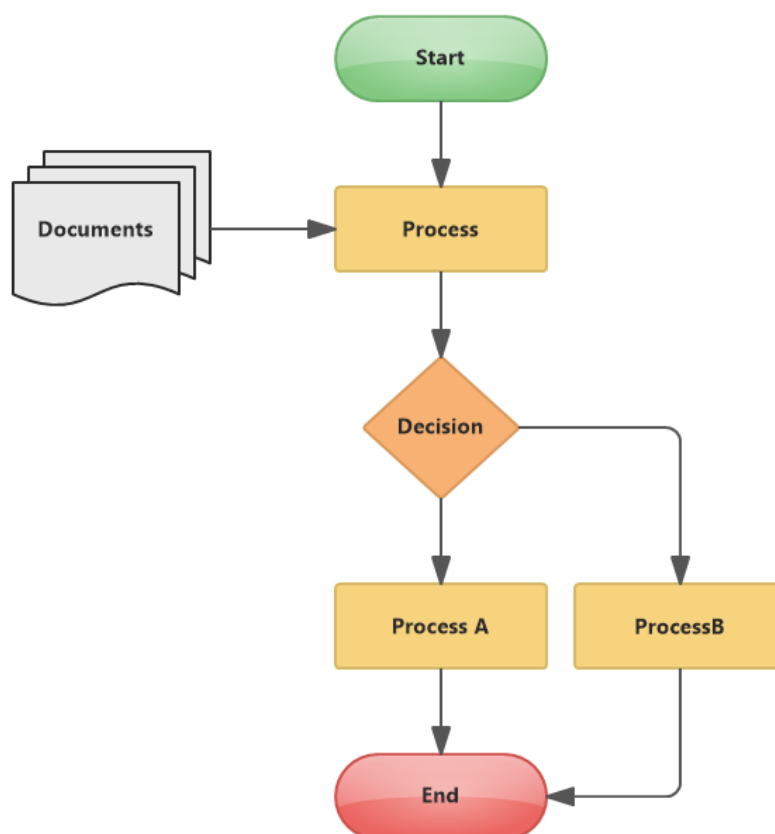 Start
Documents
Process
Decision
Process A
ProcessB
End